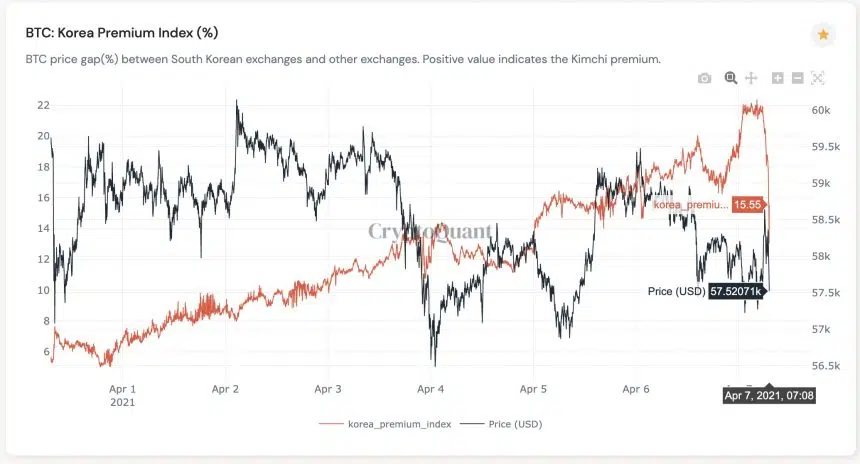 BTC: Korea Premium Index (%)
BTC price gap(%) between South Korean exchanges and other exchanges. Positive value indicates the Kimchi premium.
22
20
18
16
14
12
10
8
6
60k
59.5k
59k
58.5k
58k
57.5k
57k
56.5k
CryptoQuant
korea_premiu... 15.55
Price (USD) 57.52071k
Apr 1
2021
Apr 2
Apr 3
Apr 4
Apr 5
Apr 6
Apr 7, 2021, 07:08
korea_premium_index
Price (USD)